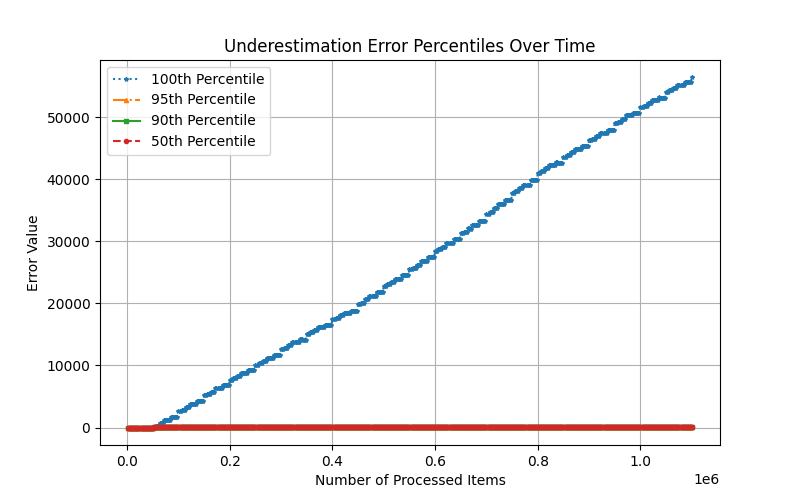 Underestimation Error Percentiles Over Time
100th Percentile
95th Percentile
90th Percentile
50th Percentile
Error Value
50000
40000
30000
20000
10000
0
0.0 0.2 0.4 0.6 0.8 1.0
1e6
Number of Processed Items